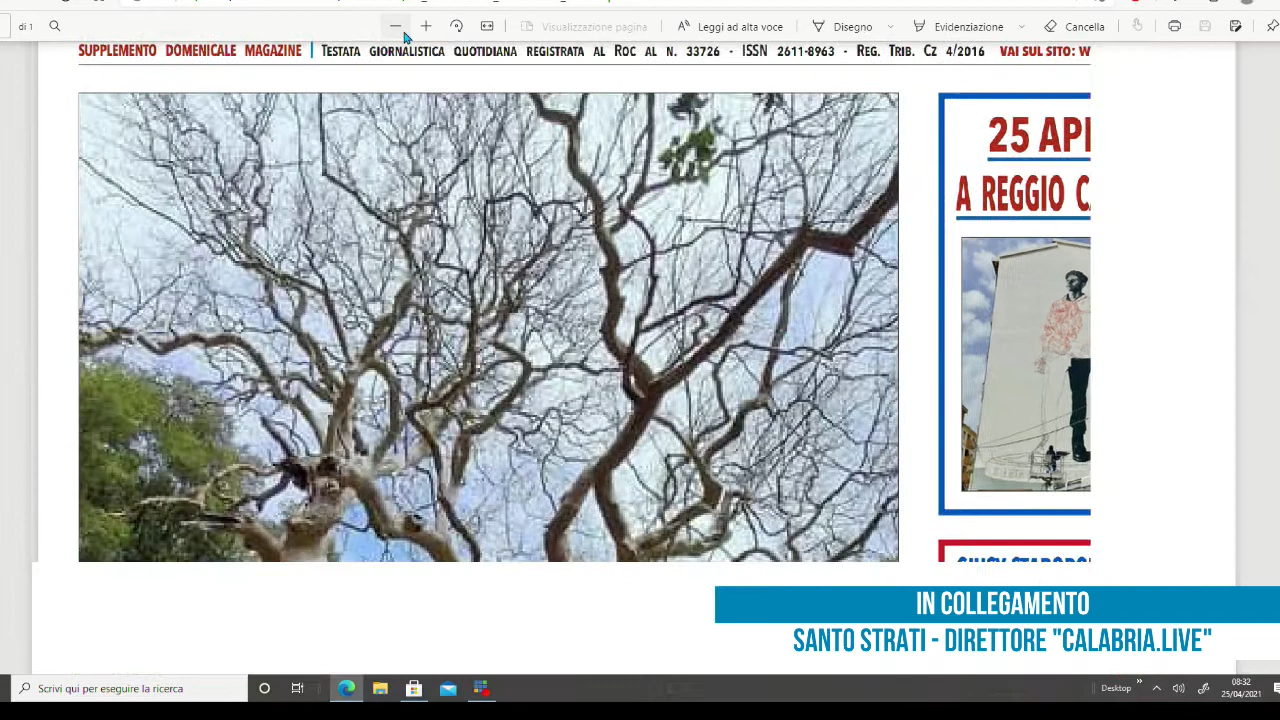 di 1
Visualizzazione pagina
Leggi ad alta voce
Disegno
Evidenziazione
Cancella
SUPPLEMENTO DOMENICALE MAGAZINE | TESTATA GIORNALISTICA QUOTIDIANA REGISTRATA AL ROC AL N. 33726 - ISSN 2611-8963 - REG. TRIB. CZ 4/2016 VAI SUL SITO: W
25 AP
A REGGIO C
IN COLLEGAMENTO
SANTO STRATI - DIRETTORE "CALABRIA.LIVE"
Scrivi qui per eseguire la ricerca
Desktop
08:32
25/04/2021